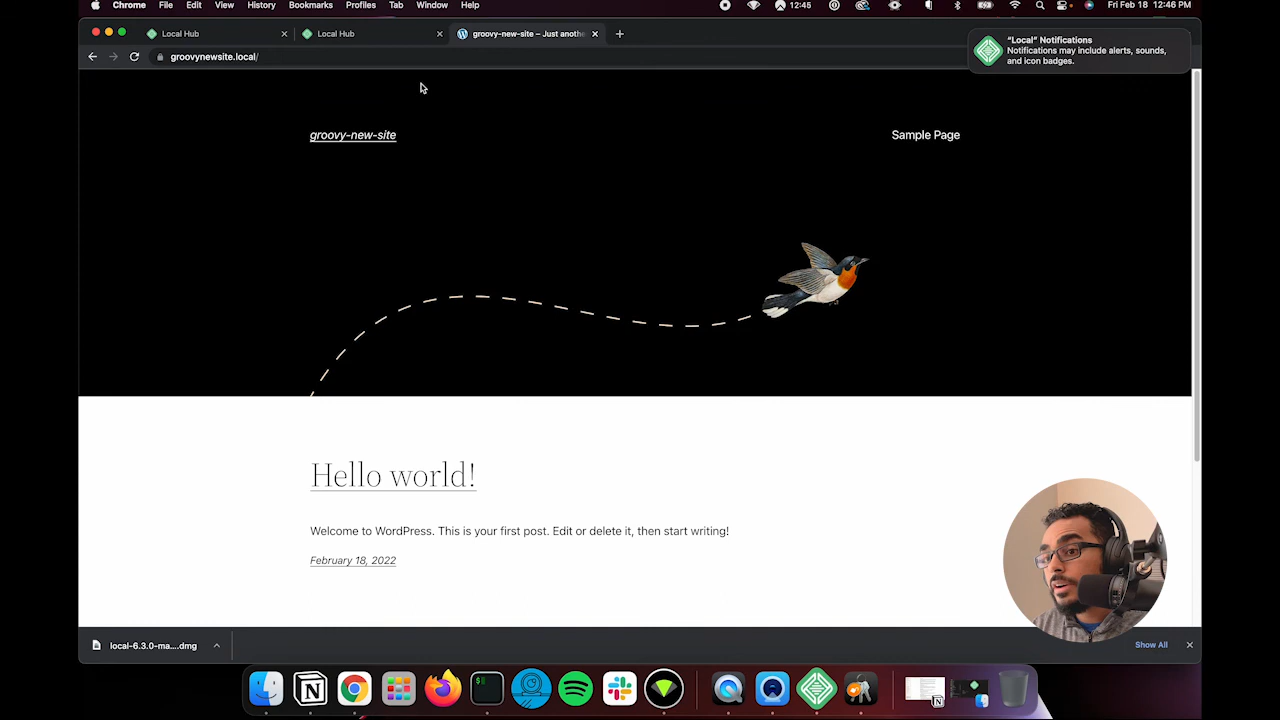 Chrome File Edit View History Bookmarks Profiles Tab Window Help 12:45 Fri Feb 18 12:46 PM
Local Hub Local Hub groovy-new-site – Just anothe
groovynewsite.local/
"Local" Notifications
Notifications may include alerts, sounds,
and icon badges.
groovy-new-site Sample Page
Hello world!
Welcome to WordPress. This is your first post. Edit or delete it, then start writing!
February 18, 2022
local-6.3.0-ma....dmg Show All